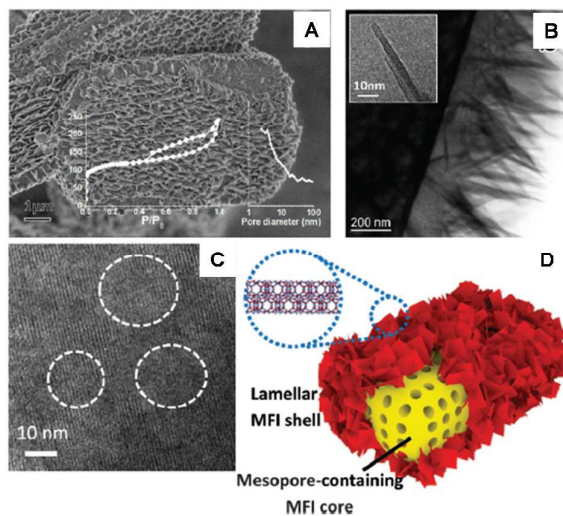 A
250
200
150
100
50
0
0.0 0.2 0.4 0.6 0.8 1.0 1 10 100
P/P0 Pore diameter (nm)
1µm
B
10nm
200 nm
C
10 nm
D
Lamellar
MFI shell
Mesopore-containing
MFI core